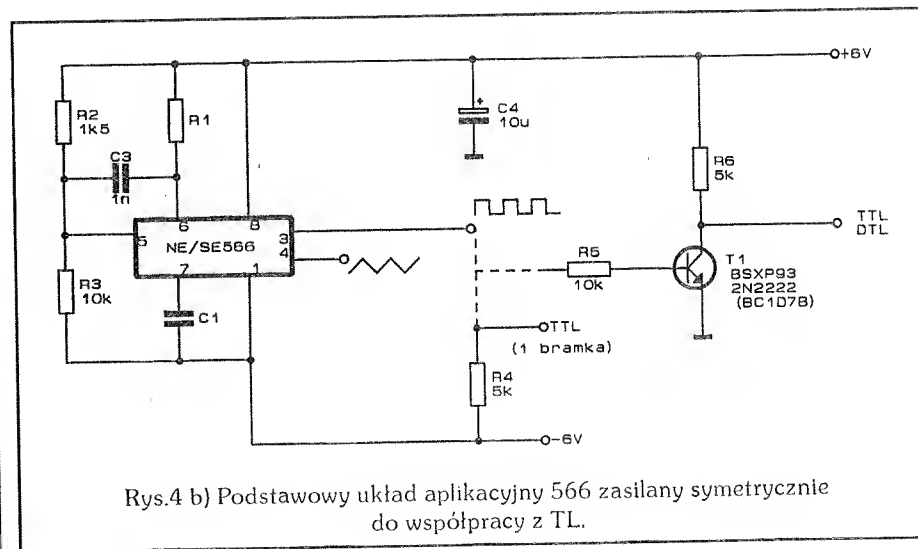 +6V
R2
1k5
R1
C3
1n
+
C4
10u
R6
5k
6
8
5
NE/SE566
3
4
7
1
TTL
DTL
R3
10k
C1
R5
10k
T1
BSXP93
2N2222
(BC107B)
TTL
(1 bramka)
R4
5k
-6V
Rys.4 b) Podstawowy układ aplikacyjny 566 zasilany symetrycznie
do współpracy z TL.